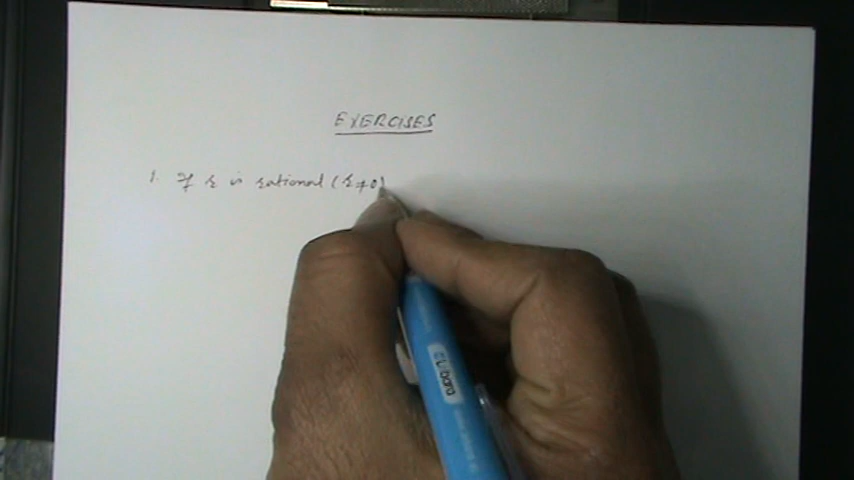 EXERCISES
1. If r is rational (r≠0)